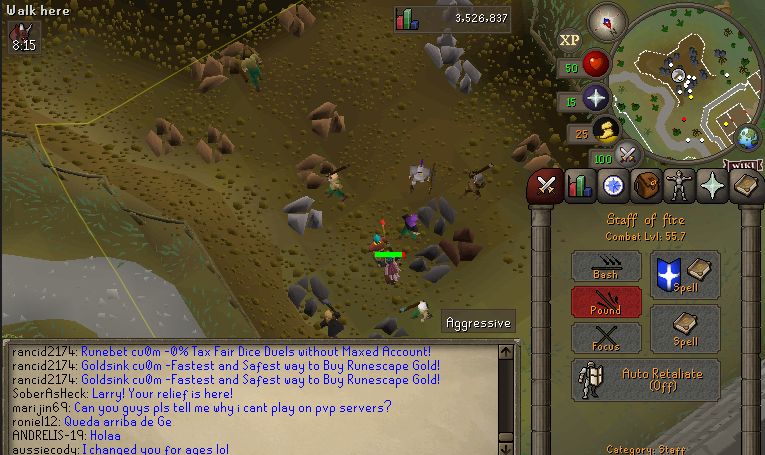 Walk here
3,526,837
8:15
XP
50
15
25
100
WIKI
Staff of fire
Combat Lvl: 55.7
Bash
Spell
Pound
Spell
Focus
Aggressive
Auto Retaliate
(Off)
Category: Staff
rancid2174: Runebet cu0m -0% Tax Fair Dice Duels without Maxed Account!
rancid2174: Goldsink cu0m -Fastest and Safest way to Buy Runescape Gold!
rancid2174: Goldsink cu0m -Fastest and Safest way to Buy Runescape Gold!
SoberAsHeck: Larry! Your relief is here!
marijin69: Can you guys pls tell me why i cant play on pvp servers?
roniel12: Queda arriba de Ge
ANDRELIS-19: Holaa
aussiecody: I changed you for ages lol